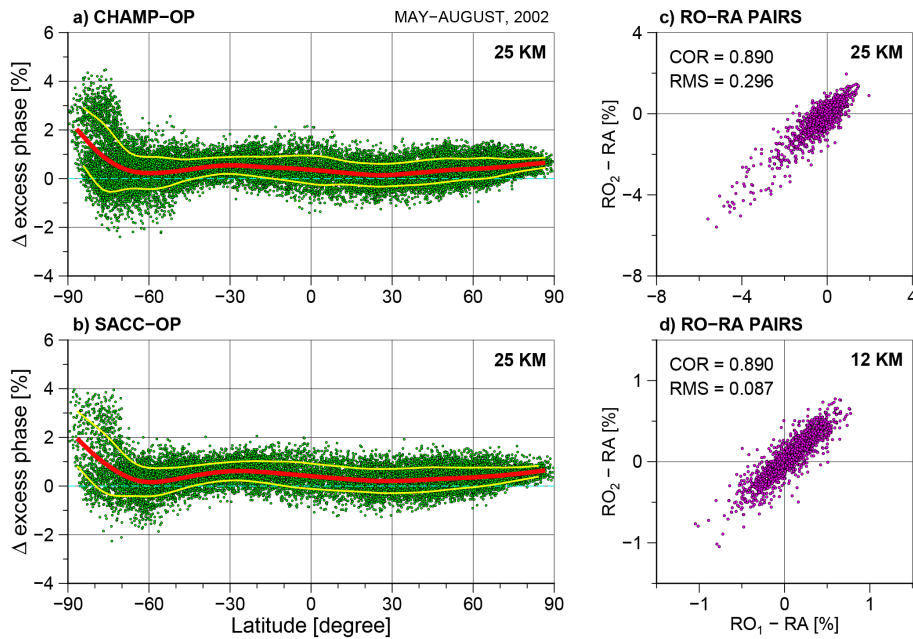 a) CHAMP−OP
MAY−AUGUST, 2002
25 KM
Δ excess phase [%]
6
4
2
0
−2
−4
−90
−60
−30
0
30
60
90
c) RO−RA PAIRS
25 KM
COR = 0.890
RMS = 0.296
RO2 − RA [%]
4
0
−4
−8
−8
−4
0
4
b) SACC−OP
25 KM
Δ excess phase [%]
6
4
2
0
−2
−4
−90
−60
−30
0
30
60
90
Latitude [degree]
d) RO−RA PAIRS
12 KM
COR = 0.890
RMS = 0.087
RO2 − RA [%]
1
0
−1
−1
0
1
RO1 − RA [%]